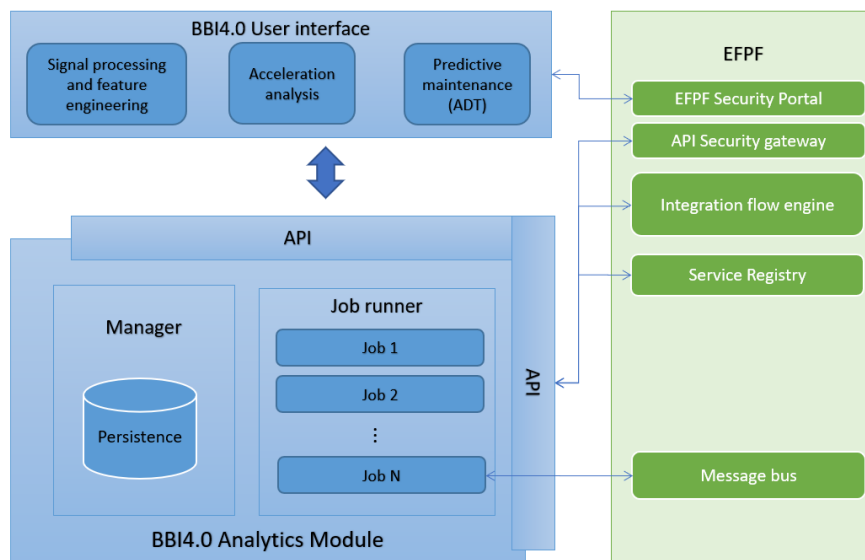 BBI4.0 User interface
Signal processing
and feature
engineering
Acceleration
analysis
Predictive
maintenance
(ADT)
API
Manager
Persistence
Job runner
Job 1
Job 2
⋮
Job N
API
BBI4.0 Analytics Module
EFPF
EFPF Security Portal
API Security gateway
Integration flow engine
Service Registry
Message bus